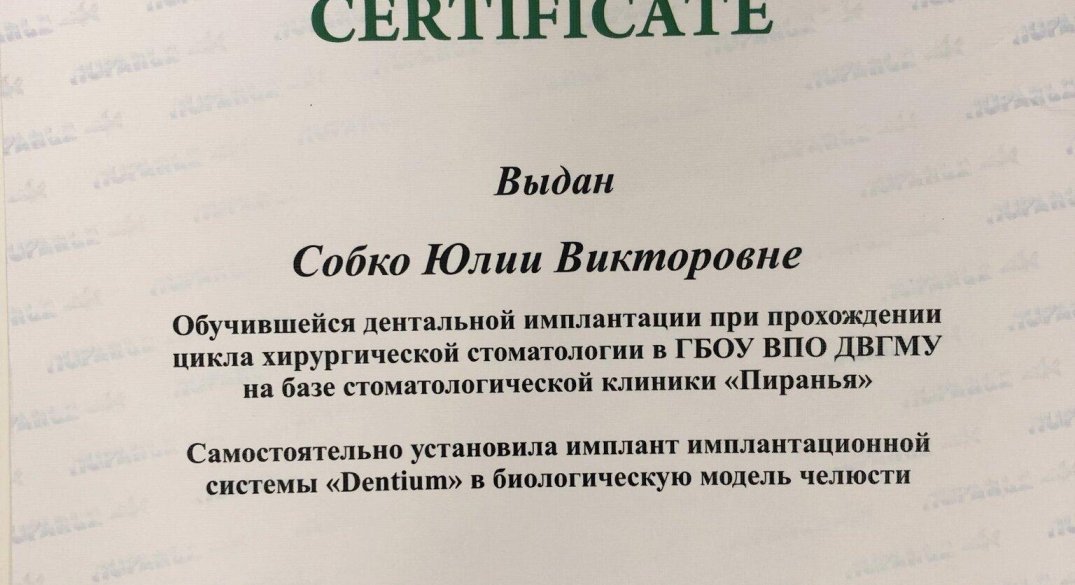 CERTIFICATE
Выдан
Собко Юлии Викторовне
Обучившейся дентальной имплантации при прохождении
цикла хирургической стоматологии в ГБОУ ВПО ДВГМУ
на базе стоматологической клиники «Пиранья»
Самостоятельно установила имплант имплантационной
системы «Dentium» в биологическую модель челюсти